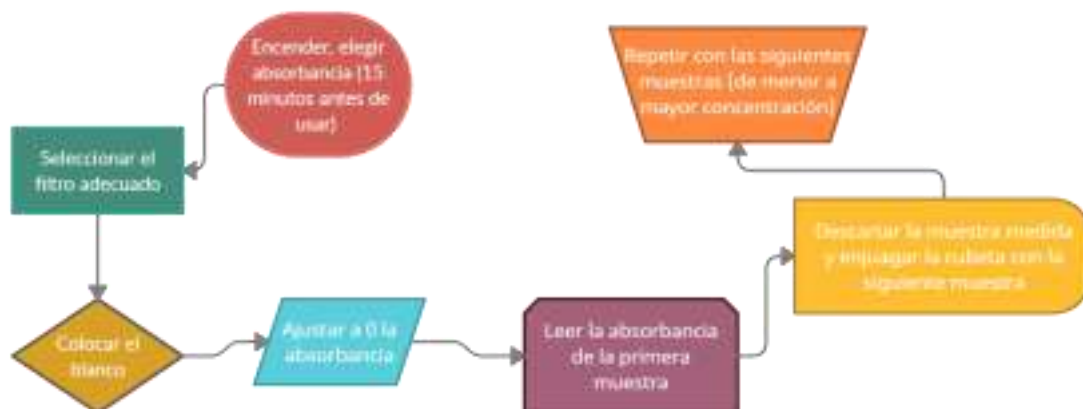 Encender, elegir
absorbancia (15
minutos antes de
usar)
Seleccionar el
filtro adecuado
Colocar el
blanco
Ajustar a 0 la
absorbancia
Leer la absorbancia
de la primera
muestra
Descartar la muestra medida
y enjuagar la cubeta con la
siguiente muestra
Repetir con las siguientes
muestras (de menor a
mayor concentración)